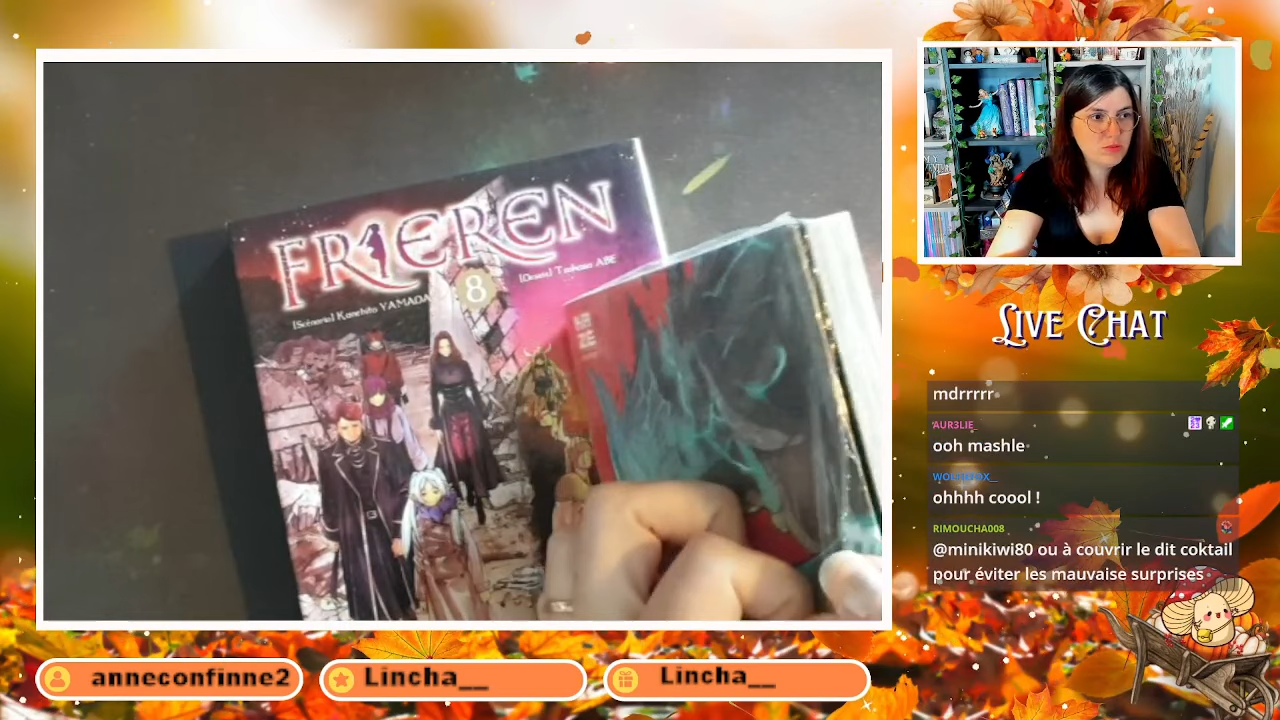 FRIEREN
8
[Scénario] Kanehito YAMADA
[Dessin] Tsukasa ABE
LIVE CHAT
mdrrrrr
AUR3LIE
ooh mashle
ohhhh coool !
RIMOUCHA008
@minikiwi80 ou à couvrir le dit coktail
pour éviter les mauvaise surprises
anneconfinne2
Lincha__
Lincha__